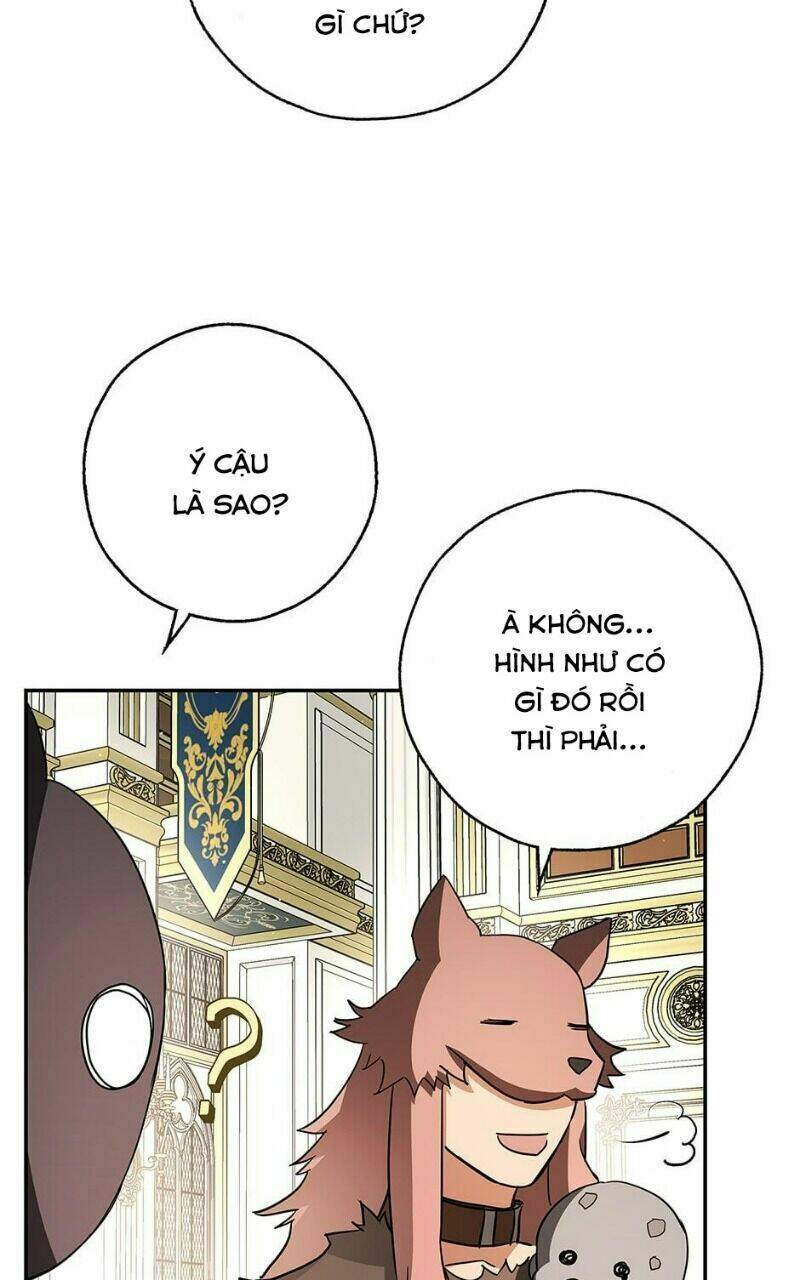 GÌ CHỨ?
Ý CẬU
LÀ SAO?
À KHÔNG...
HÌNH NHƯ CÓ
GÌ ĐÓ RỒI
THÌ PHẢI...
?